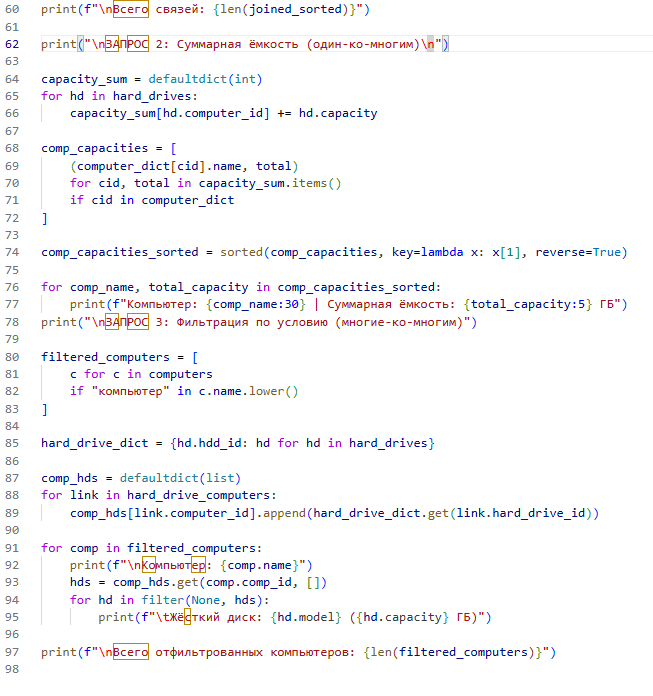 60 print(f"\nВсего связей: {len(joined_sorted)}")
61
62 print("\nЗАПРОС 2: Суммарная ёмкость (один-ко-многим)\n")
63
64 capacity_sum = defaultdict(int)
65 for hd in hard_drives:
66     capacity_sum[hd.computer_id] += hd.capacity
67
68 comp_capacities = [
69     (computer_dict[cid].name, total)
70     for cid, total in capacity_sum.items()
71     if cid in computer_dict
72 ]
73
74 comp_capacities_sorted = sorted(comp_capacities, key=lambda x: x[1], reverse=True)
75
76 for comp_name, total_capacity in comp_capacities_sorted:
77     print(f"Компьютер: {comp_name:30} | Суммарная ёмкость: {total_capacity:5} ГБ")
78 print("\nЗАПРОС 3: Фильтрация по условию (многие-ко-многим)")
79
80 filtered_computers = [
81     c for c in computers
82     if "компьютер" in c.name.lower()
83 ]
84
85 hard_drive_dict = {hd.hdd_id: hd for hd in hard_drives}
86
87 comp_hds = defaultdict(list)
88 for link in hard_drive_computers:
89     comp_hds[link.computer_id].append(hard_drive_dict.get(link.hard_drive_id))
90
91 for comp in filtered_computers:
92     print(f"\nКомпьютер: {comp.name}")
93     hds = comp_hds.get(comp.comp_id, [])
94     for hd in filter(None, hds):
95         print(f"\tЖёсткий диск: {hd.model} ({hd.capacity} ГБ)")
96
97 print(f"\nВсего отфильтрованных компьютеров: {len(filtered_computers)}")
98